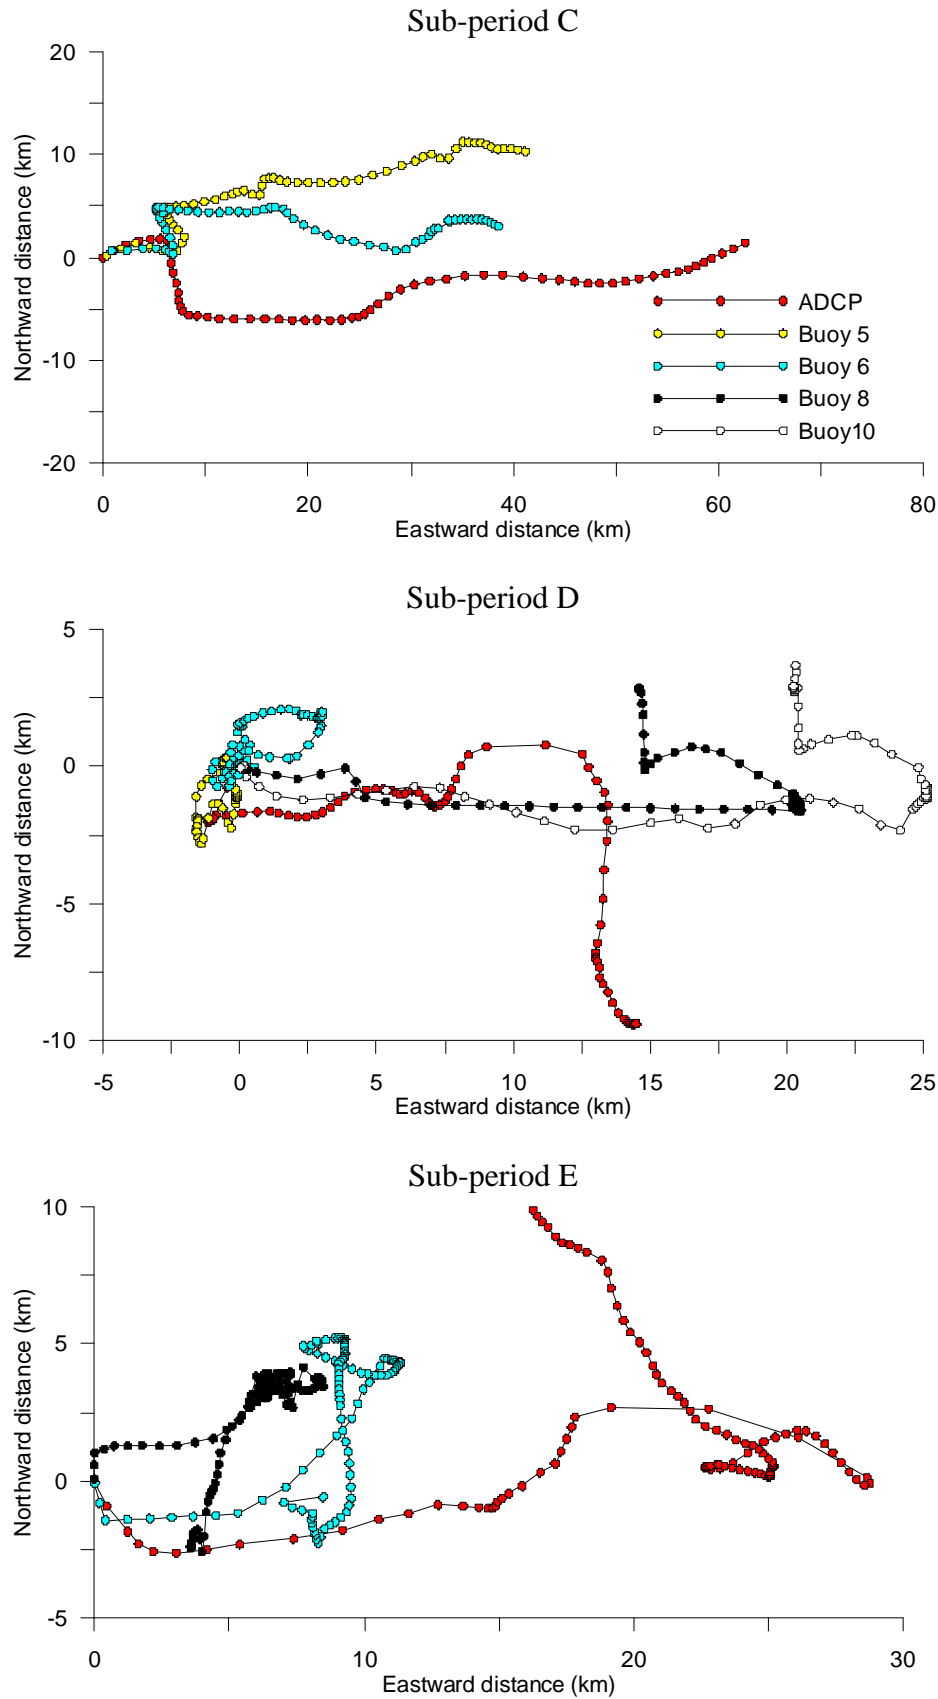 Sub-period C
20
10
0
-10
-20
Northward distance (km)
ADCP
Buoy 5
Buoy 6
Buoy 8
Buoy10
0 20 40 60 80
Eastward distance (km)
Sub-period D
5
0
-5
-10
Northward distance (km)
-5 0 5 10 15 20 25
Eastward distance (km)
Sub-period E
10
5
0
-5
Northward distance (km)
0 10 20 30
Eastward distance (km)